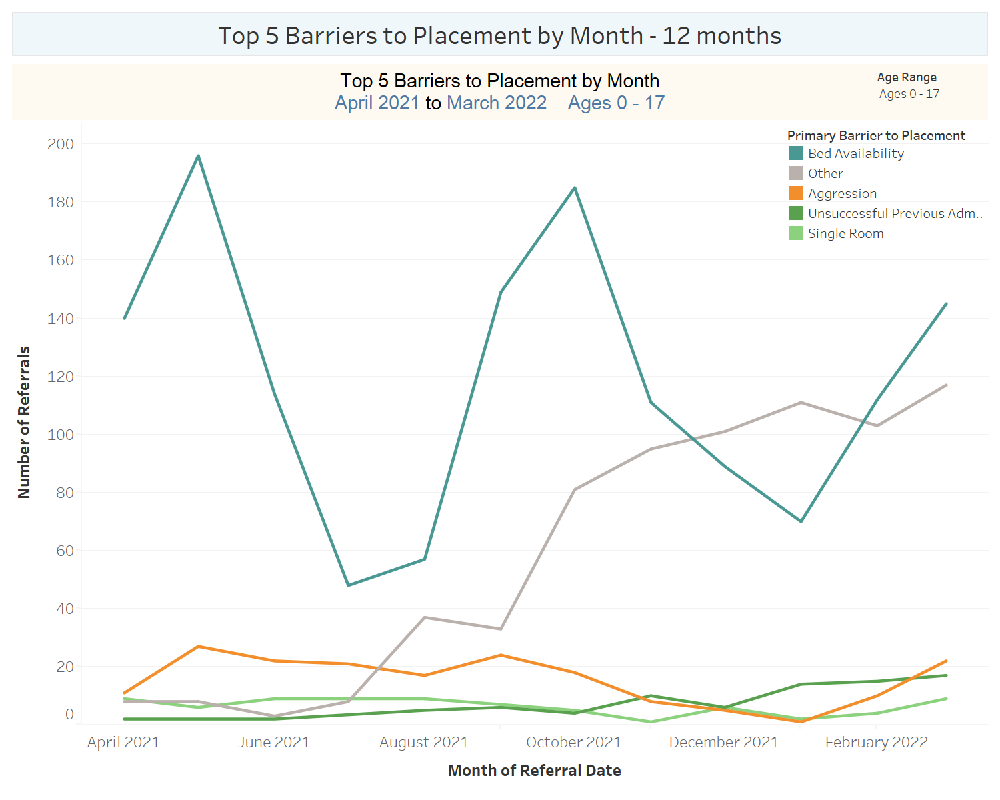 Top 5 Barriers to Placement by Month - 12 months
Top 5 Barriers to Placement by Month
April 2021 to March 2022 Ages 0 - 17
Age Range
Ages 0 - 17
Primary Barrier to Placement
Bed Availability
Other
Aggression
Unsuccessful Previous Adm..
Single Room
Number of Referrals
200
180
160
140
120
100
80
60
40
20
0
April 2021 June 2021 August 2021 October 2021 December 2021 February 2022
Month of Referral Date